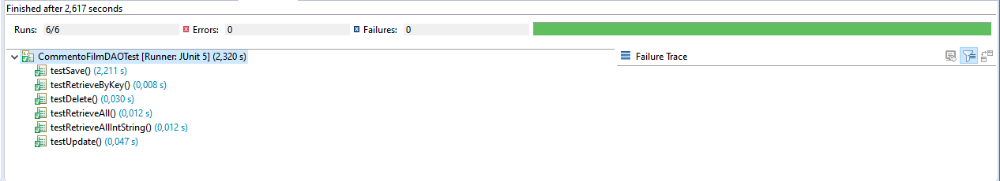 Finished after 2,617 seconds
Runs: 6/6 Errors: 0 Failures: 0
CommentoFilmDAOTest [Runner: JUnit 5] (2,320 s)
Failure Trace
testSave() (2,211 s)
testRetrieveByKey() (0,008 s)
testDelete() (0,030 s)
testRetrieveAll() (0,012 s)
testRetrieveAllIntString() (0,012 s)
testUpdate() (0,047 s)